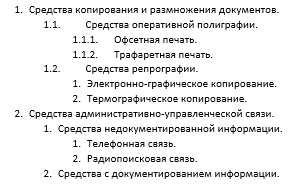 1. Средства копирования и размножения документов.
1.1. Средства оперативной полиграфии.
1.1.1. Офсетная печать.
1.1.2. Трафаретная печать.
1.2. Средства репрографии.
1. Электронно-графическое копирование.
2. Термографическое копирование.
2. Средства административно-управленческой связи.
1. Средства недокументированной информации.
1. Телефонная связь.
2. Радиопоисковая связь.
2. Средства с документированием информации.